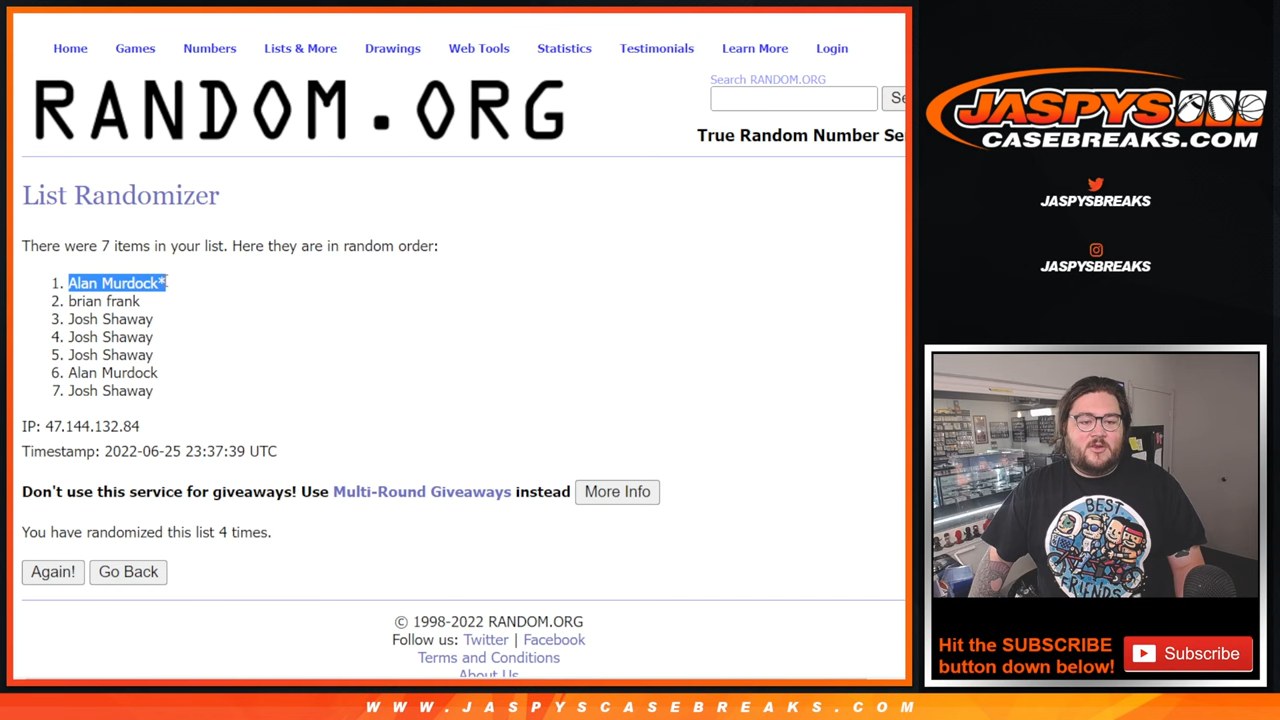 Home Games Numbers Lists & More Drawings Web Tools Statistics Testimonials Learn More Login
RANDOM.ORG
Search RANDOM.ORG
True Random Number Se
List Randomizer
There were 7 items in your list. Here they are in random order:
1. Alan Murdock*
2. brian frank
3. Josh Shaway
4. Josh Shaway
5. Josh Shaway
6. Alan Murdock
7. Josh Shaway
IP: 47.144.132.84
Timestamp: 2022-06-25 23:37:39 UTC
Don't use this service for giveaways! Use Multi-Round Giveaways instead More Info
You have randomized this list 4 times.
Again! Go Back
© 1998-2022 RANDOM.ORG
Follow us: Twitter | Facebook
Terms and Conditions
About Us
JASPYS
CASEBREAKS.COM
JASPYSBREAKS
JASPYSBREAKS
BEST
FRIENDS
Hit the SUBSCRIBE
button down below!
Subscribe
WWW.JASPYSCASEBREAKS.COM